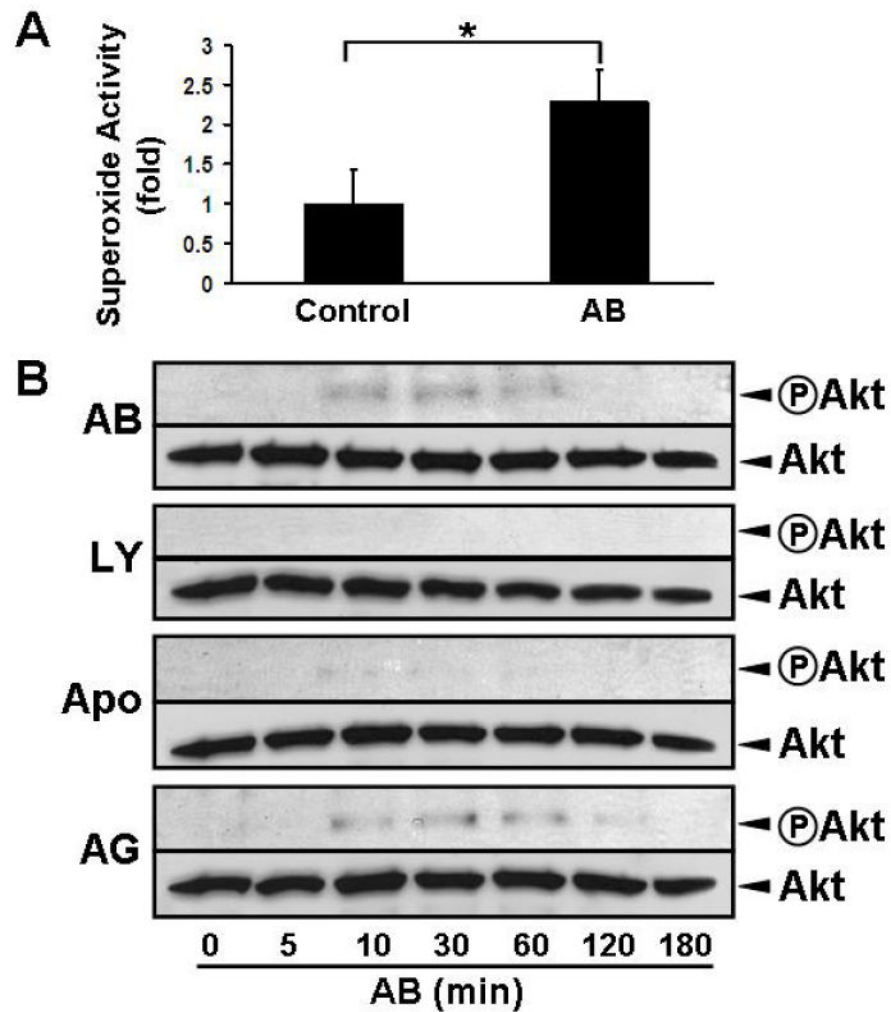 A
Superoxide Activity
(fold)
3
2.5
2
1.5
1
0.5
0
*
Control AB
B
AB
ⓅAkt
Akt
LY
ⓅAkt
Akt
Apo
ⓅAkt
Akt
AG
ⓅAkt
Akt
0 5 10 30 60 120 180
AB (min)